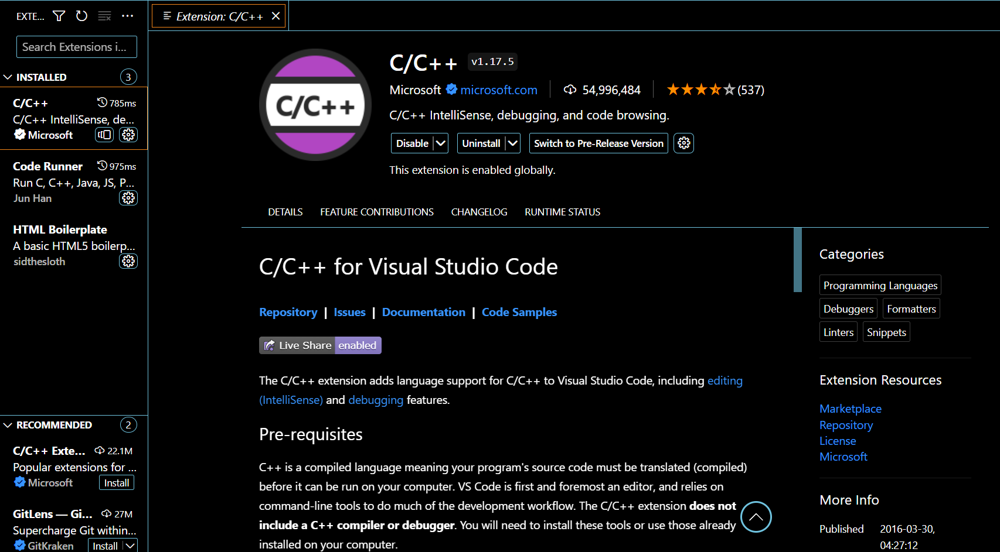 EXTE...
Search Extensions i...
INSTALLED 3
C/C++ 785ms
C/C++ IntelliSense, de...
Microsoft
Code Runner 975ms
Run C, C++, Java, JS, P...
Jun Han
HTML Boilerplate
A basic HTML5 boilerp...
sidthesloth
RECOMMENDED 2
C/C++ Exte... 22.1M
Popular extensions for ...
Microsoft Install
GitLens — Gi... 27M
Supercharge Git within...
GitKraken Install
Extension: C/C++
C/C++
C/C++ v1.17.5
Microsoft microsoft.com 54,996,484 (537)
C/C++ IntelliSense, debugging, and code browsing.
Disable Uninstall Switch to Pre-Release Version
This extension is enabled globally.
DETAILS FEATURE CONTRIBUTIONS CHANGELOG RUNTIME STATUS
C/C++ for Visual Studio Code
Repository | Issues | Documentation | Code Samples
Live Share enabled
The C/C++ extension adds language support for C/C++ to Visual Studio Code, including editing
(IntelliSense) and debugging features.
Pre-requisites
C++ is a compiled language meaning your program's source code must be translated (compiled)
before it can be run on your computer. VS Code is first and foremost an editor, and relies on
command-line tools to do much of the development workflow. The C/C++ extension does not
include a C++ compiler or debugger. You will need to install these tools or use those already
installed on your computer.
Categories
Programming Languages
Debuggers Formatters
Linters Snippets
Extension Resources
Marketplace
Repository
License
Microsoft
More Info
Published 2016-03-30,
04:27:12